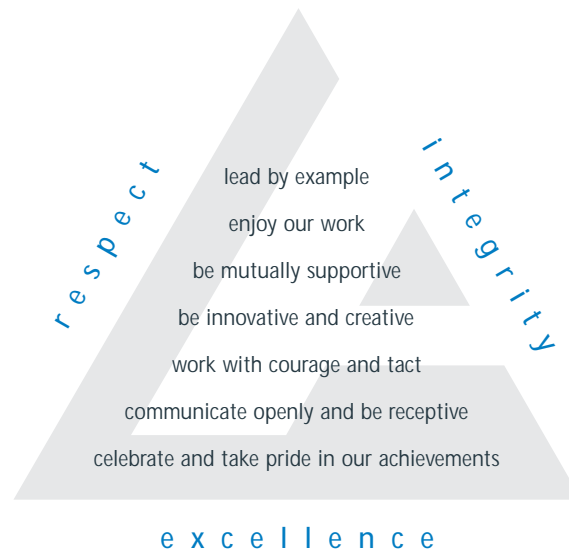 respect
integrity
lead by example
enjoy our work
be mutually supportive
be innovative and creative
work with courage and tact
communicate openly and be receptive
celebrate and take pride in our achievements
excellence